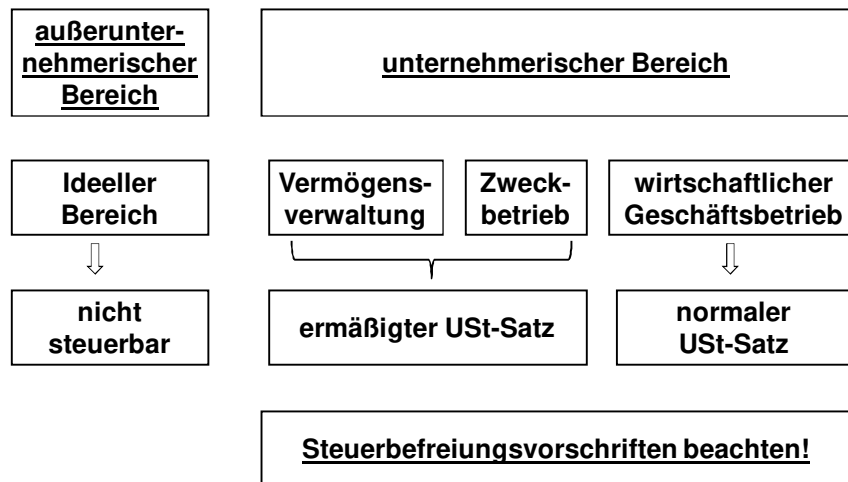 außerunter-
nehmerischer
Bereich
unternehmerischer Bereich
Ideeller
Bereich
Vermögens-
verwaltung
Zweck-
betrieb
wirtschaftlicher
Geschäftsbetrieb
nicht
steuerbar
ermäßigter USt-Satz
normaler
USt-Satz
Steuerbefreiungsvorschriften beachten!